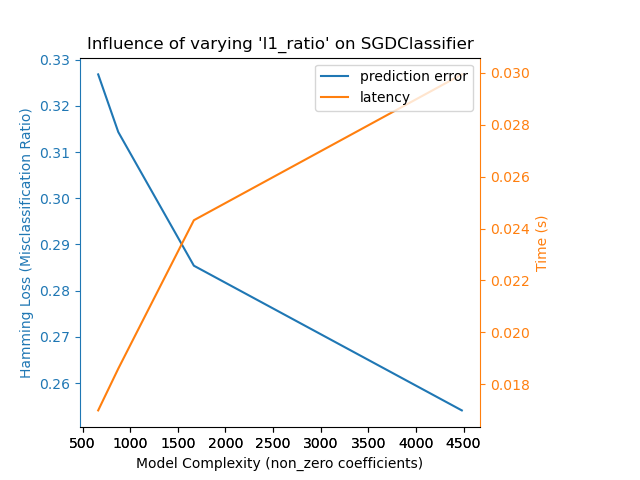 Influence of varying 'l1_ratio' on SGDClassifier
prediction error
latency
Hamming Loss (Misclassification Ratio)
0.33
0.32
0.31
0.30
0.29
0.28
0.27
0.26
0.030
0.028
0.026
0.024
0.022
0.020
0.018
Time (s)
500 1000 1500 2000 2500 3000 3500 4000 4500
Model Complexity (non_zero coefficients)